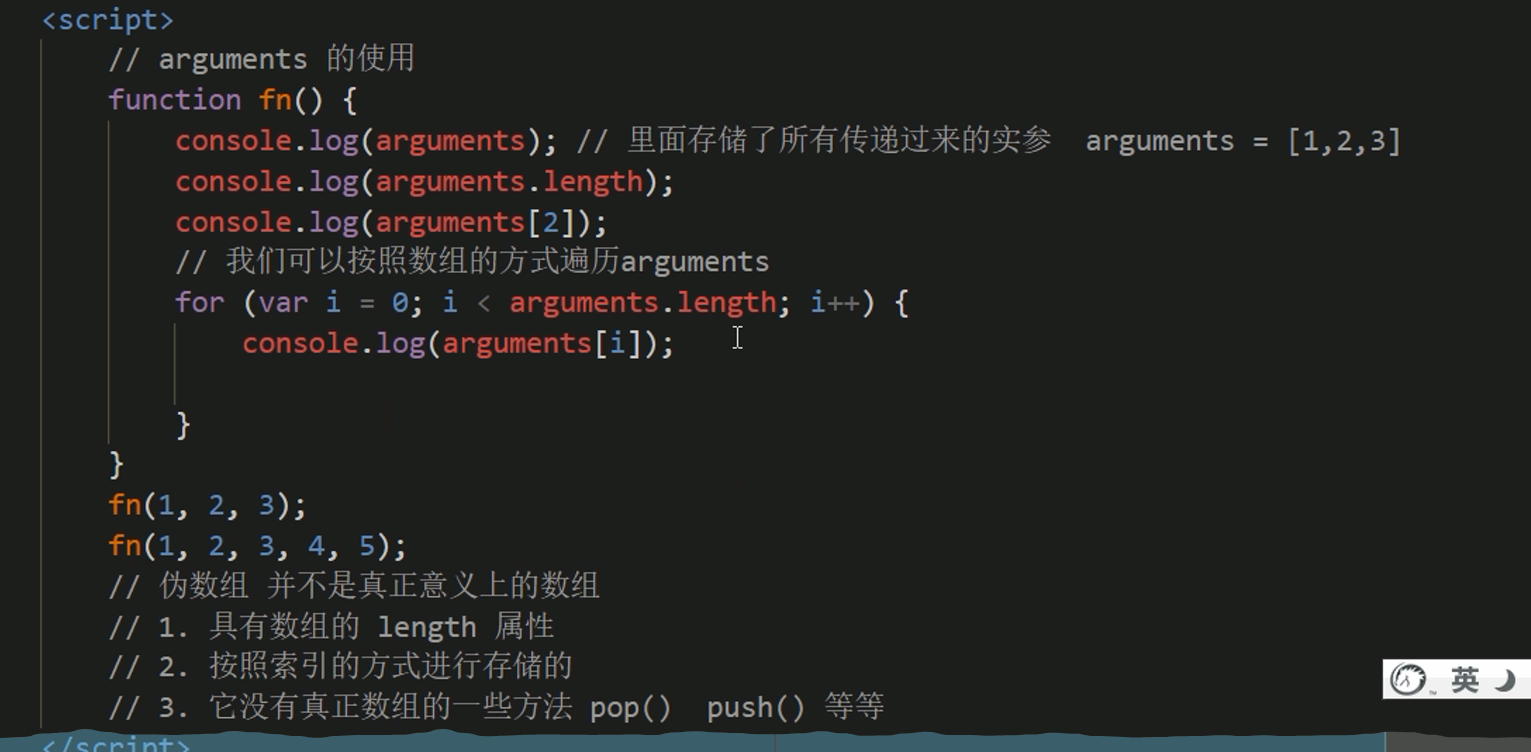 <script>
// arguments 的使用
function fn() {
console.log(arguments); // 里面存储了所有传递过来的实参  arguments = [1,2,3]
console.log(arguments.length);
console.log(arguments[2]);
// 我们可以按照数组的方式遍历arguments
for (var i = 0; i < arguments.length; i++) {
console.log(arguments[i]);
}
}
fn(1, 2, 3);
fn(1, 2, 3, 4, 5);
// 伪数组 并不是真正意义上的数组
// 1. 具有数组的 length 属性
// 2. 按照索引的方式进行存储的
// 3. 它没有真正数组的一些方法 pop()  push() 等等
英
</script>